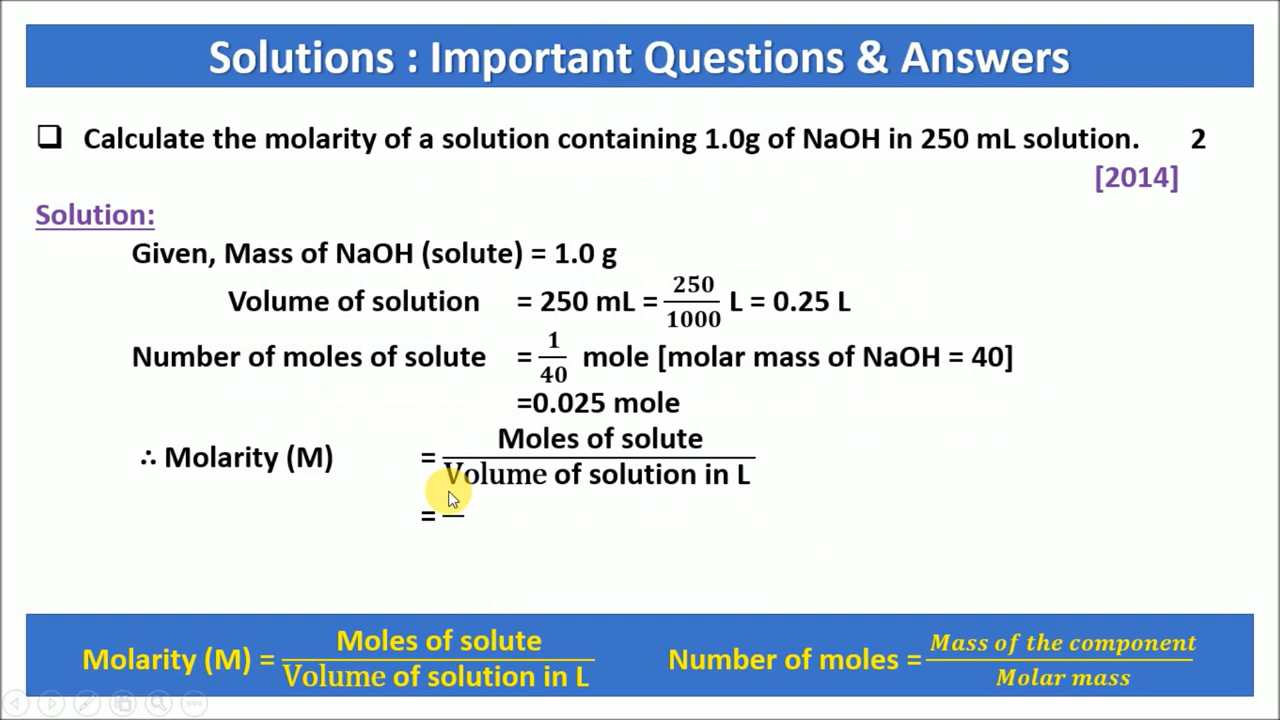 Solutions : Important Questions & Answers
❑ Calculate the molarity of a solution containing 1.0g of NaOH in 250 mL solution. 2
[2014]
Solution:
Given, Mass of NaOH (solute) = 1.0 g
Volume of solution = 250 mL = 250/1000 L = 0.25 L
Number of moles of solute = 1/40 mole [molar mass of NaOH = 40]
=0.025 mole
∴ Molarity (M) = Moles of solute / Volume of solution in L
= —
Molarity (M) = Moles of solute / Volume of solution in L
Number of moles = Mass of the component / Molar mass